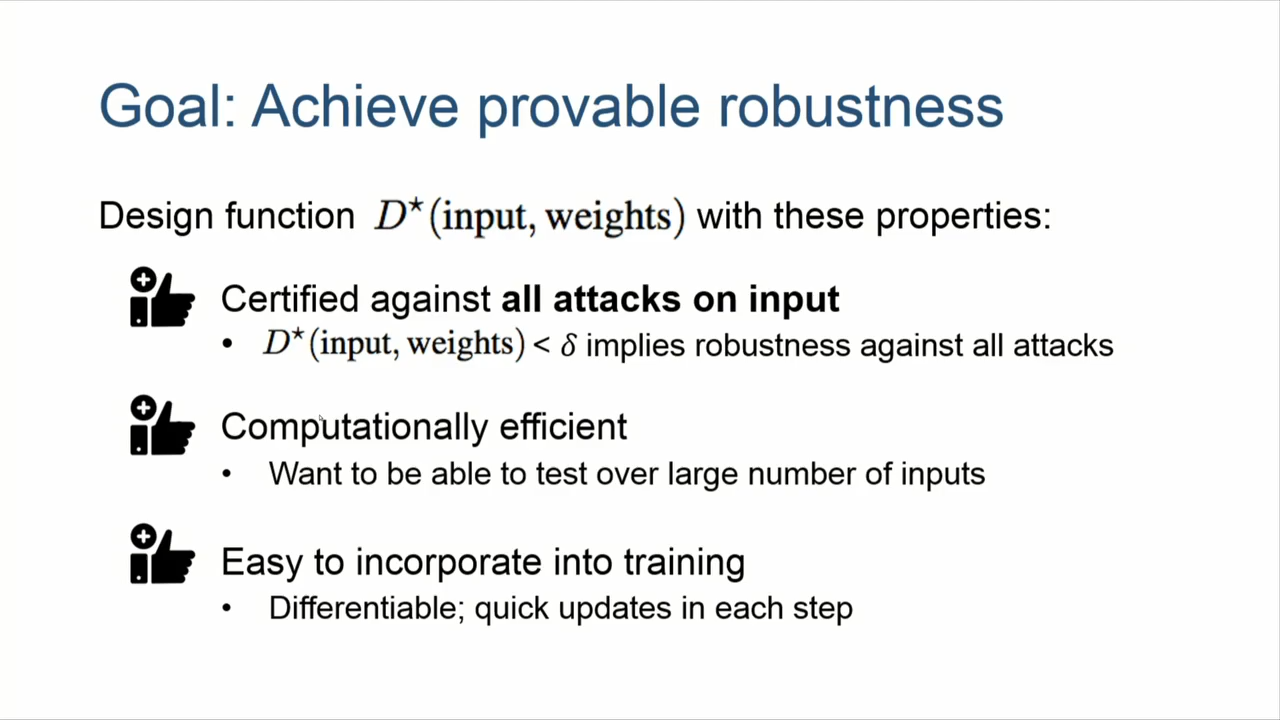 Goal: Achieve provable robustness
Design function D*(input, weights) with these properties:
Certified against all attacks on input
• D*(input, weights) < δ implies robustness against all attacks
Computationally efficient
• Want to be able to test over large number of inputs
Easy to incorporate into training
• Differentiable; quick updates in each step